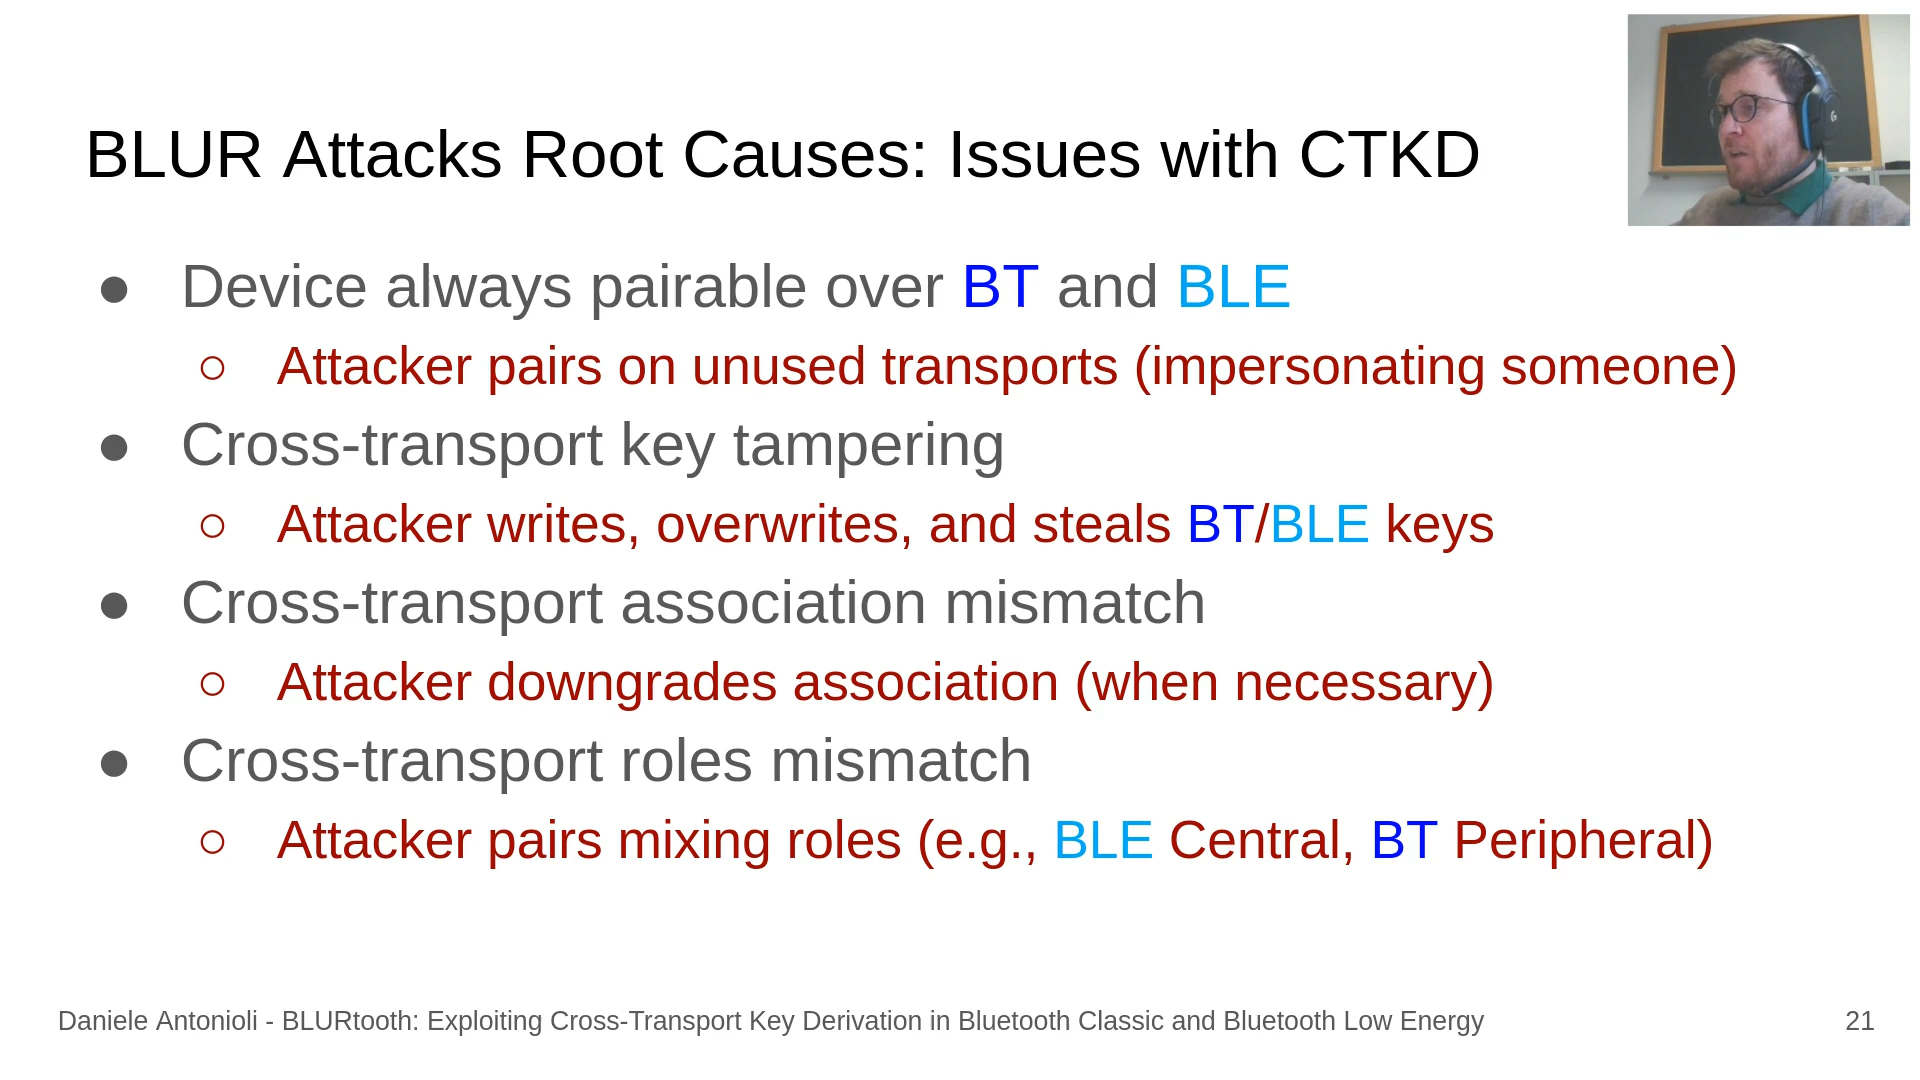 BLUR Attacks Root Causes: Issues with CTKD
● Device always pairable over BT and BLE
○ Attacker pairs on unused transports (impersonating someone)
● Cross-transport key tampering
○ Attacker writes, overwrites, and steals BT/BLE keys
● Cross-transport association mismatch
○ Attacker downgrades association (when necessary)
● Cross-transport roles mismatch
○ Attacker pairs mixing roles (e.g., BLE Central, BT Peripheral)
Daniele Antonioli - BLURtooth: Exploiting Cross-Transport Key Derivation in Bluetooth Classic and Bluetooth Low Energy
21